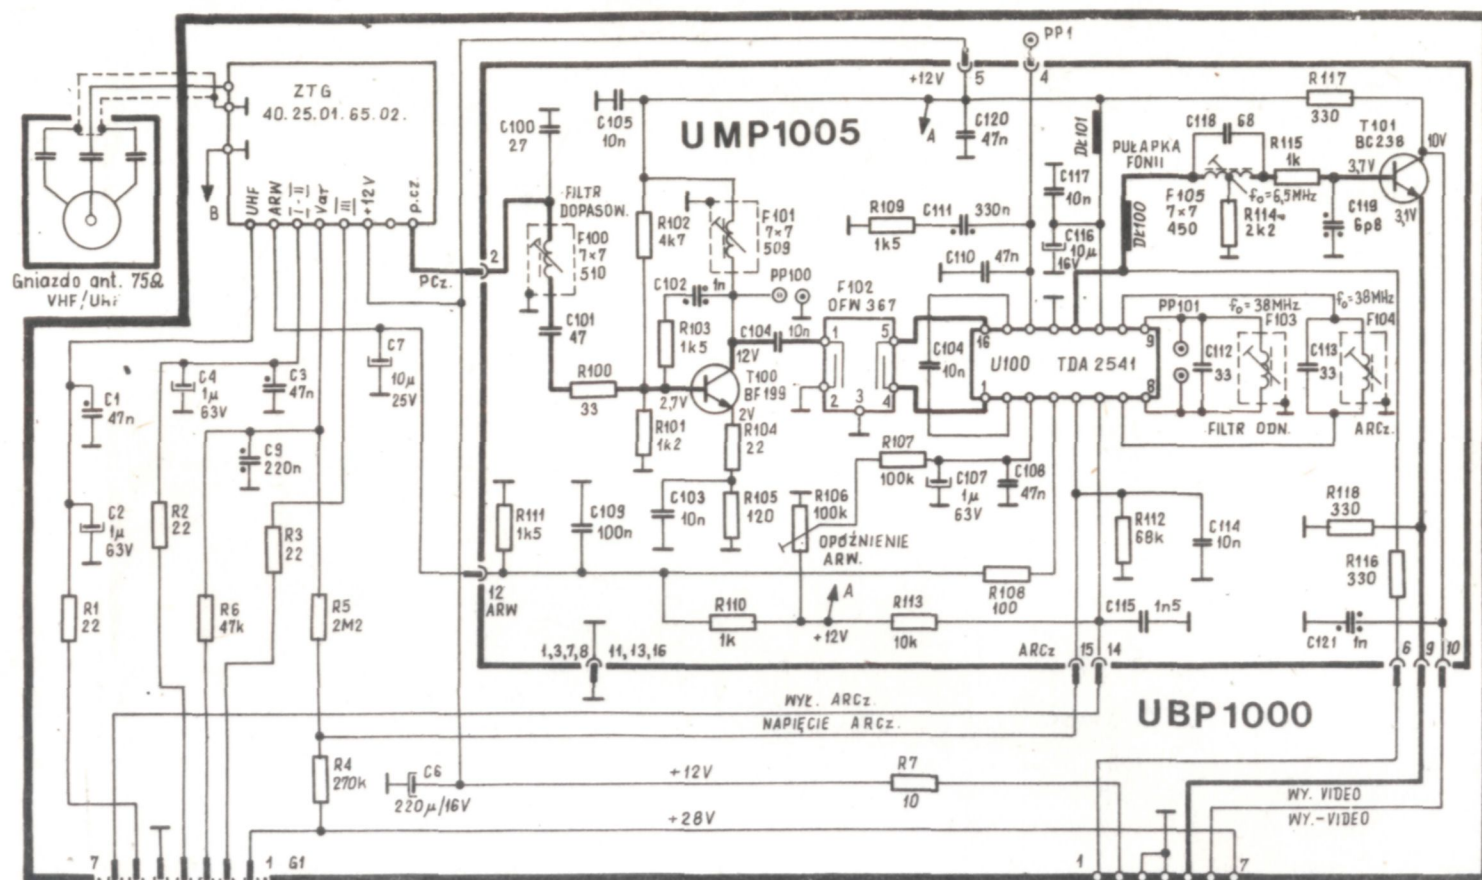 ZTG
40.25.01.65.02.
UHF
ARW
I-II
Var
III
+12V
p.cz.
B
Gniazdo ant. 75Ω
VHF/UHF
PCz.
2
C1
47n
C2
1μ
63V
R1
22
C4
1μ
63V
C3
47n
C9
220n
R2
22
R3
22
R6
47k
R5
2M2
C7
10μ
25V
R4
270k
C6
220μ/16V
+12V
R7
10
+28V
7
1
G1
UMP1005
C105
10n
C100
27
FILTR
DOPASOW.
F100
7×7
510
C101
47
R100
33
R102
4k7
F101
7×7
509
C102
1n
R103
1k5
PP100
C104
10n
12V
T100
BF199
2,7V
2V
R101
1k2
R104
22
C103
10n
R105
120
R111
1k5
C109
100n
12
ARW
R106
100k
OPÓŹNIENIE
ARW.
R107
100k
C107
1μ
63V
C108
47n
R108
100
R110
1k
+12V
A
R113
10k
1,3,7,8
11,13,16
+12V
5
4
PP1
A
C120
47n
DŁ101
R109
1k5
C111
330n
C110
47n
C117
10n
C116
10μ
16V
F102
OFW 367
1
2
3
4
5
C104
10n
U100
TDA 2541
16
1
9
8
PUŁAPKA
FONII
DŁ100
C118
68
F105
7×7
450
f₀=6,5MHz
R114
2k2
R115
1k
R117
330
T101
BC238
10V
3,7V
3,1V
C119
6p8
PP101
C112
33
f₀=38MHz
F103
FILTR ODN.
C113
33
f₀=38MHz
F104
ARCz.
R112
68k
C114
10n
R118
330
R116
330
C115
1n5
C121
1n
ARCz
15
14
6
9
10
WYŁ. ARCz.
NAPIĘCIE ARCz.
UBP1000
WY. VIDEO
WY.-VIDEO
1
7